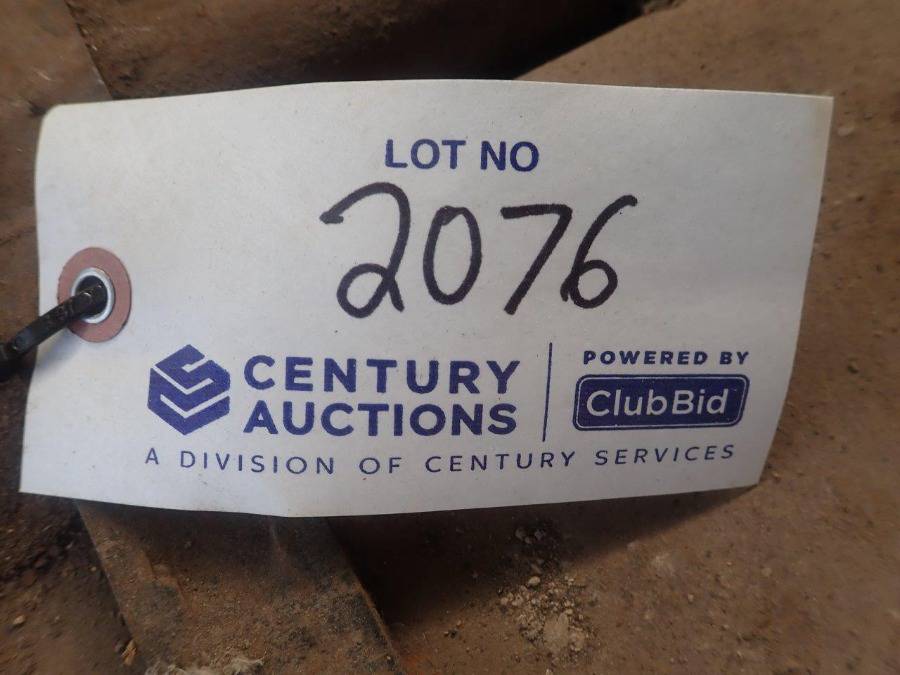 LOT NO
2076
CENTURY
AUCTIONS
POWERED BY
ClubBid
A DIVISION OF CENTURY SERVICES